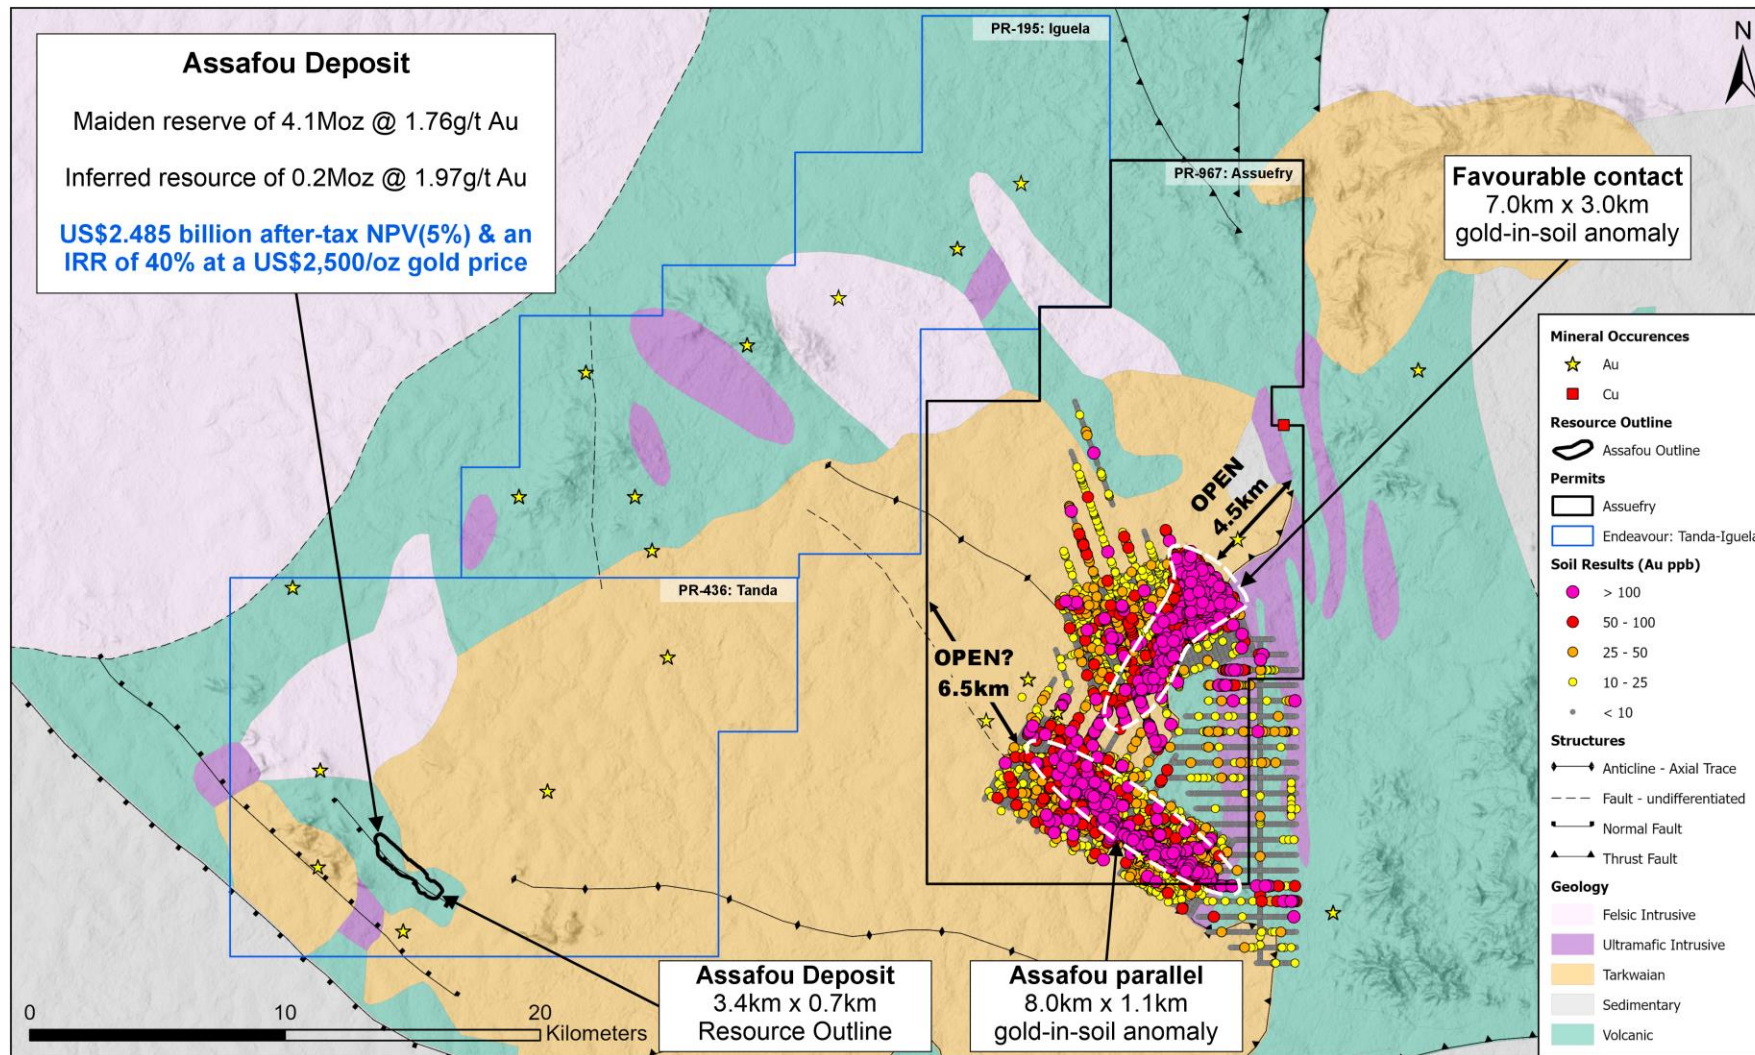 Assafou Deposit
Maiden reserve of 4.1Moz @ 1.76g/t Au
Inferred resource of 0.2Moz @ 1.97g/t Au
US$2.485 billion after-tax NPV(5%) & an
IRR of 40% at a US$2,500/oz gold price
PR-195: Iguela
N
PR-967: Assuefry
Favourable contact
7.0km x 3.0km
gold-in-soil anomaly
OPEN
4.5km
PR-436: Tanda
OPEN?
6.5km
Assafou Deposit
3.4km x 0.7km
Resource Outline
Assafou parallel
8.0km x 1.1km
gold-in-soil anomaly
0 10 20
Kilometers
Mineral Occurences
Au
Cu
Resource Outline
Assafou Outline
Permits
Assuefry
Endeavour: Tanda-Iguela
Soil Results (Au ppb)
> 100
50 - 100
25 - 50
10 - 25
< 10
Structures
Anticline - Axial Trace
Fault - undifferentiated
Normal Fault
Thrust Fault
Geology
Felsic Intrusive
Ultramafic Intrusive
Tarkwaian
Sedimentary
Volcanic